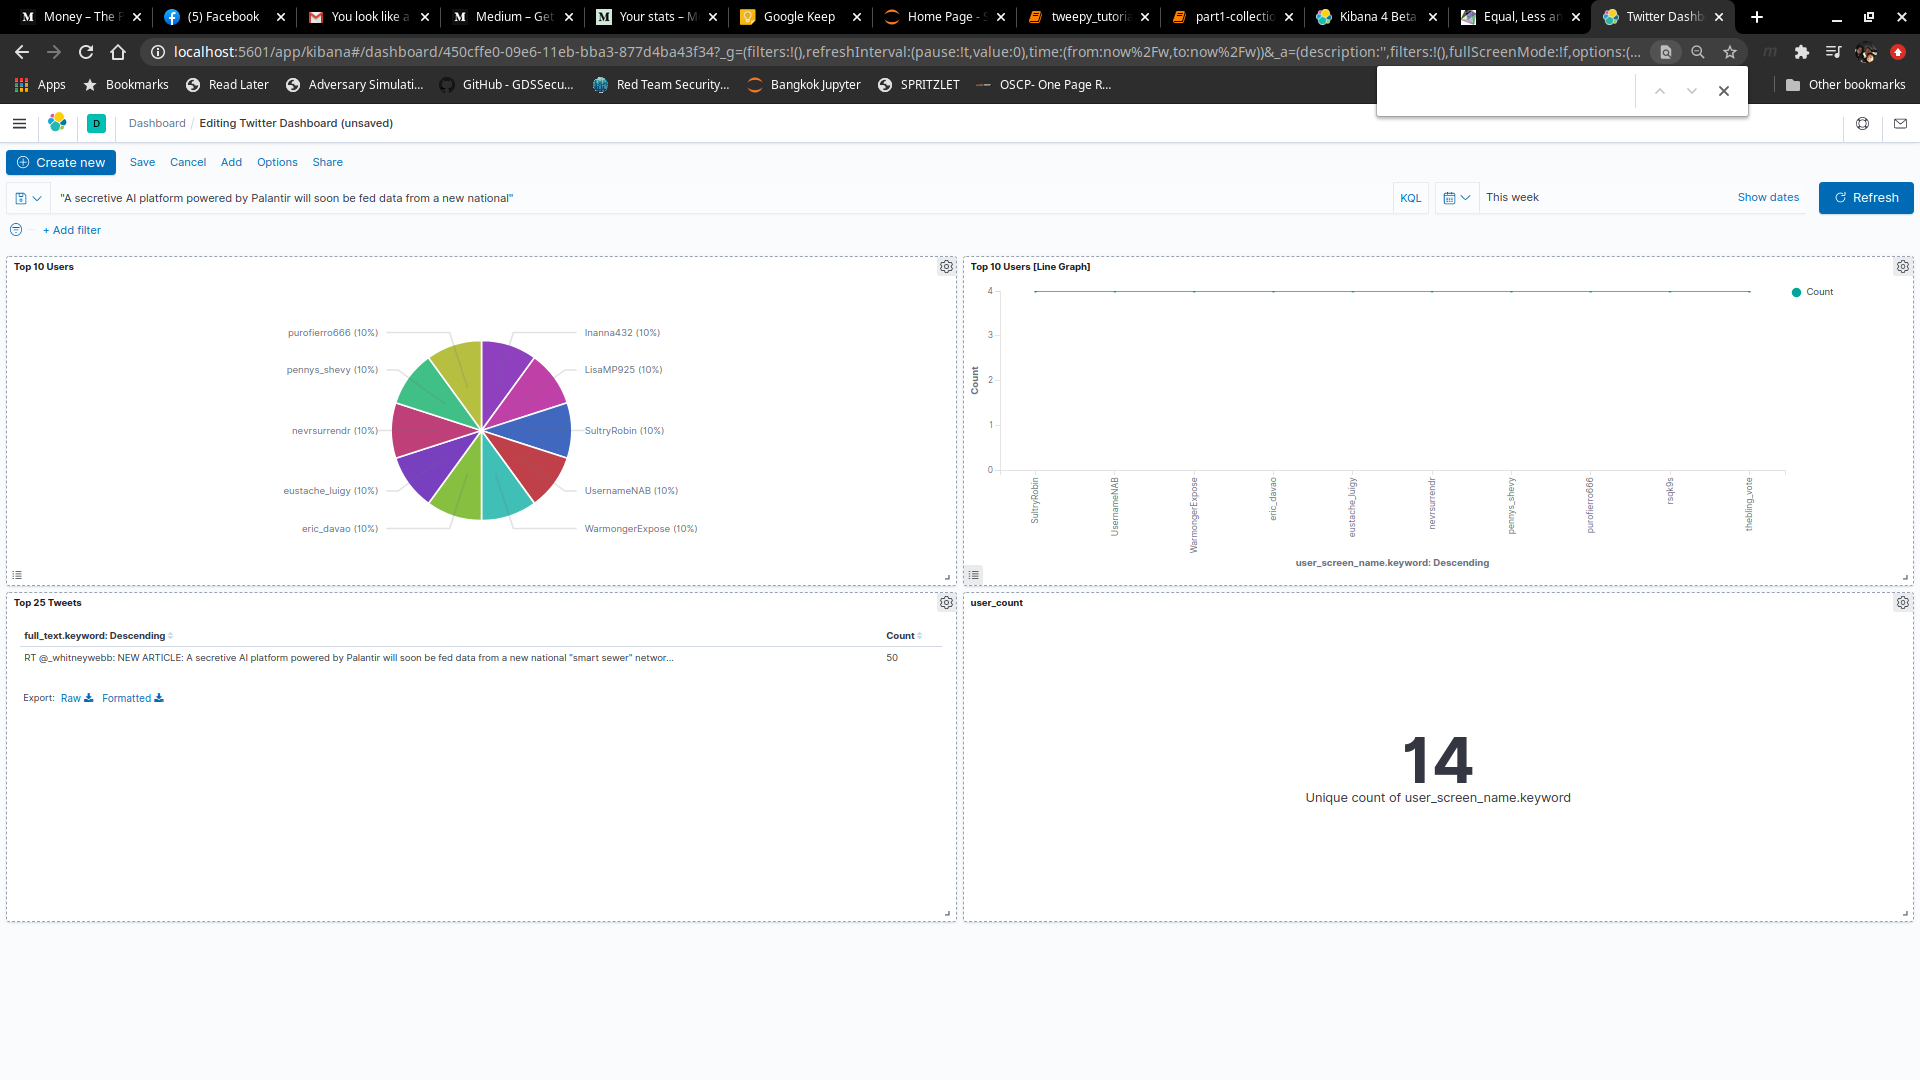 Money – The F
(5) Facebook
You look like a
Medium – Get
Your stats – M
Google Keep
Home Page - S
tweepy_tutoria
part1-collectio
Kibana 4 Beta
Equal, Less an
Twitter Dashb
localhost:5601/app/kibana#/dashboard/450cffe0-09e6-11eb-bba3-877d4ba43f34?_g=(filters:!(),refreshInterval:(pause:!t,value:0),time:(from:now%2Fw,to:now%2Fw))&_a=(description:'',filters:!(),fullScreenMode:!f,options:(...
Apps
Bookmarks
Read Later
Adversary Simulati...
GitHub - GDSSecu...
Red Team Security...
Bangkok Jupyter
SPRITZLET
OSCP- One Page R...
Other bookmarks
D
Dashboard / Editing Twitter Dashboard (unsaved)
Create new
Save
Cancel
Add
Options
Share
"A secretive AI platform powered by Palantir will soon be fed data from a new national"
KQL
This week
Show dates
Refresh
+ Add filter
Top 10 Users
purofierro666 (10%)
Inanna432 (10%)
pennys_shevy (10%)
LisaMP925 (10%)
nevrsurrendr (10%)
SultryRobin (10%)
eustache_luigy (10%)
UsernameNAB (10%)
eric_davao (10%)
WarmongerExpose (10%)
Top 10 Users [Line Graph]
4
3
2
1
0
Count
Count
SultryRobin
UsernameNAB
WarmongerExpose
eric_davao
eustache_luigy
nevrsurrendr
pennys_shevy
purofierro666
rsqk9s
thebling_vote
user_screen_name.keyword: Descending
Top 25 Tweets
full_text.keyword: Descending
Count
RT @_whitneywebb: NEW ARTICLE: A secretive AI platform powered by Palantir will soon be fed data from a new national "smart sewer" networ...
50
Export: Raw Formatted
user_count
14
Unique count of user_screen_name.keyword